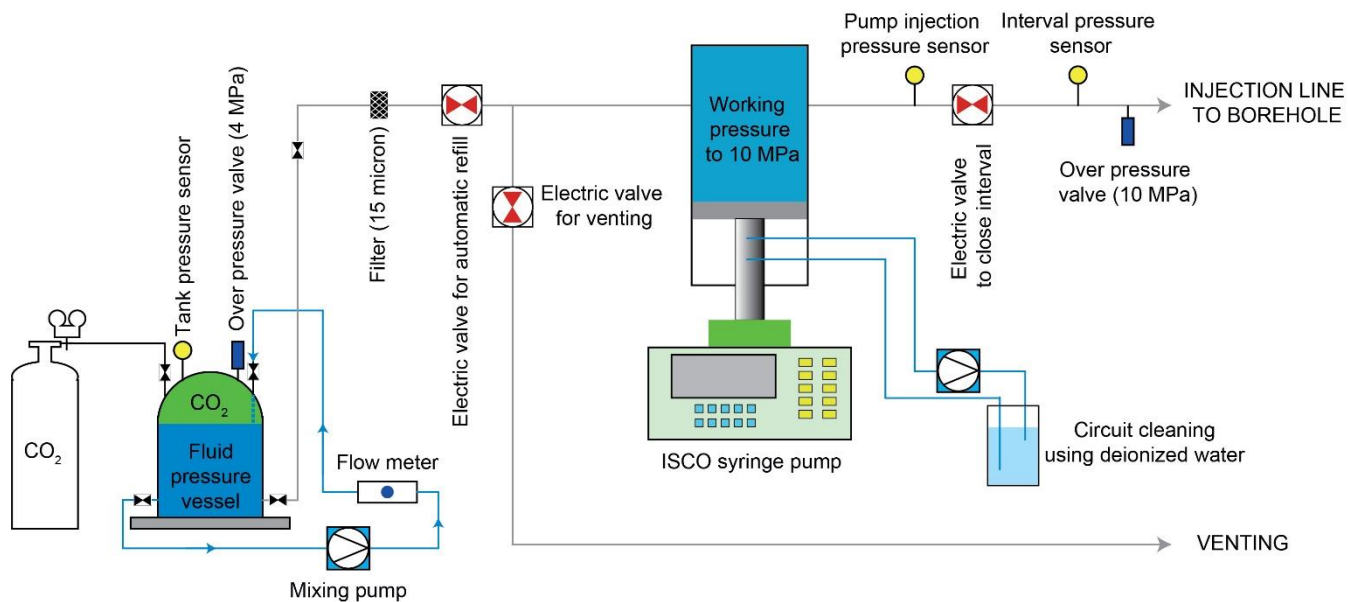 Pump injection
pressure sensor
Interval pressure
sensor
INJECTION LINE
TO BOREHOLE
Over pressure
valve (10 MPa)
Electric valve
to close interval
Working
pressure
to 10 MPa
Electric valve
for venting
Electric valve for automatic refill
Filter (15 micron)
Over pressure valve (4 MPa)
Tank pressure sensor
CO₂
CO₂
Fluid
pressure
vessel
Flow meter
Mixing pump
ISCO syringe pump
Circuit cleaning
using deionized water
VENTING